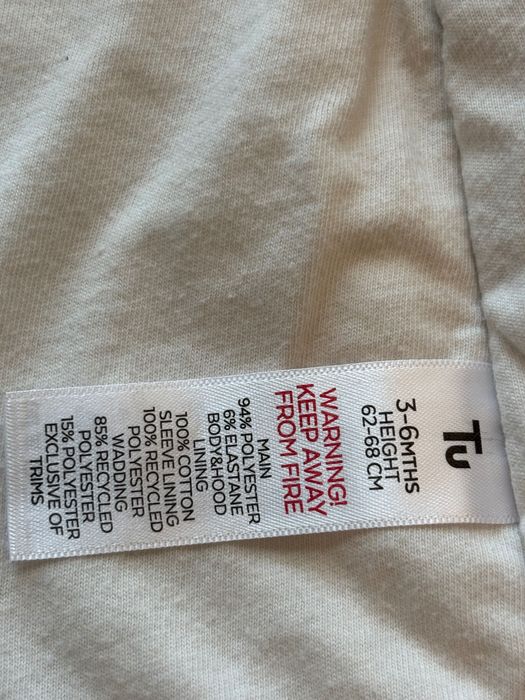 Tu
3-6MTHS
HEIGHT
62-68 CM
WARNING!
KEEP AWAY
FROM FIRE
MAIN
94% POLYESTER
6% ELASTANE
BODY&HOOD
LINING
100% COTTON
SLEEVE LINING
100% RECYCLED
POLYESTER
WADDING
85% RECYCLED
POLYESTER
15% POLYESTER
EXCLUSIVE OF
TRIMS